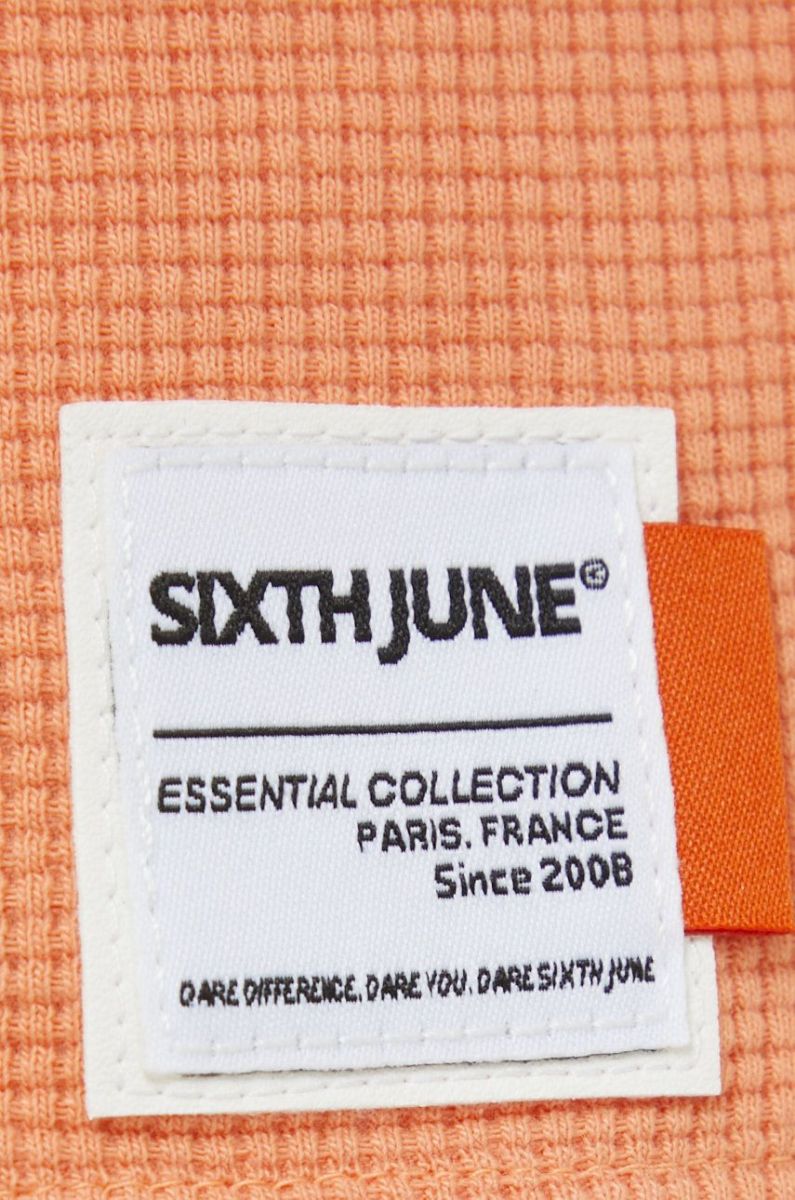 SIXTH JUNE®
ESSENTIAL COLLECTION
PARIS. FRANCE
Since 2008
DARE DIFFERENCE. DARE YOU. DARE SIXTH JUNE